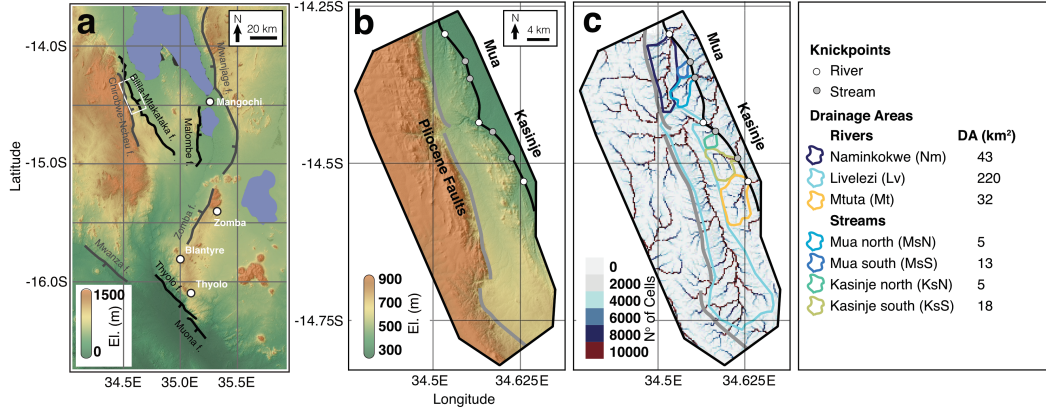 a
N
20 km
-14.0S
-15.0S
-16.0S
Latitude
Mwanjage f.
Bilila-Mtakataka f.
Chirobwe-Ncheu f.
Mangochi
Malombe f.
Zomba f.
Zomba
Blantyre
Mwanza f.
Thyolo f.
Thyolo
Muona f.
1500
0
El. (m)
34.5E 35.0E 35.5E
b
N
4 km
-14.25S
-14.5S
-14.75S
Mua
Kasinje
Pliocene Faults
900
700
500
300
El. (m)
34.5E 34.625E
Longitude
c
Mua
Kasinje
0
2000
4000
6000
8000
10000
Nº of Cells
34.5E 34.625E
Knickpoints
River
Stream
Drainage Areas
Rivers DA (km²)
Naminkokwe (Nm) 43
Livelezi (Lv) 220
Mtuta (Mt) 32
Streams
Mua north (MsN) 5
Mua south (MsS) 13
Kasinje north (KsN) 5
Kasinje south (KsS) 18